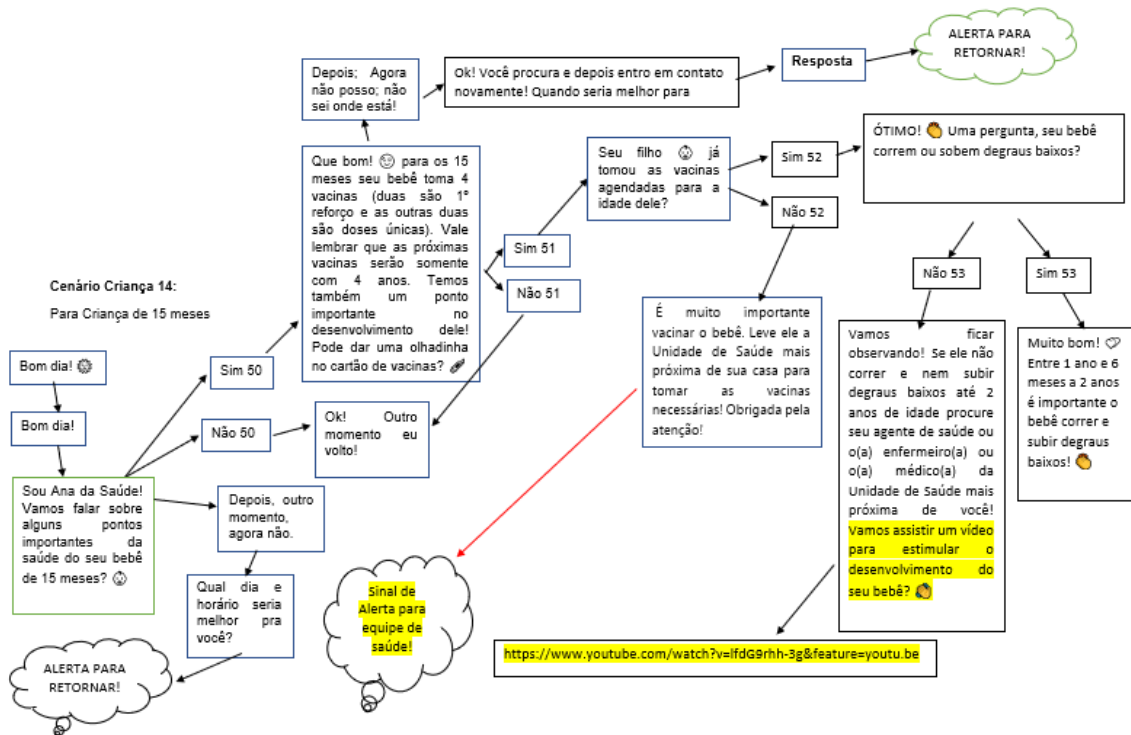 Cenário Criança 14:
Para Criança de 15 meses
Bom dia!
Bom dia!
Sou Ana da Saúde!
Vamos falar sobre
alguns pontos
importantes da
saúde do seu bebê
de 15 meses?
Sim 50
Não 50
Depois, outro
momento,
agora não.
Qual dia e
horário seria
melhor pra
você?
ALERTA PARA
RETORNAR!
Ok! Outro
momento eu
volto!
Que bom! 😉 para os 15
meses seu bebê toma 4
vacinas (duas são 1º
reforço e as outras duas
são doses únicas). Vale
lembrar que as próximas
vacinas serão somente
com 4 anos. Temos
também um ponto
importante no
desenvolvimento dele!
Pode dar uma olhadinha
no cartão de vacinas?
Depois; Agora
não posso; não
sei onde está!
Ok! Você procura e depois entro em contato
novamente! Quando seria melhor para
Resposta
ALERTA PARA
RETORNAR!
Sim 51
Não 51
Seu filho 👶 já
tomou as vacinas
agendadas para a
idade dele?
Sim 52
Não 52
É muito importante
vacinar o bebê. Leve ele a
Unidade de Saúde mais
próxima de sua casa para
tomar as vacinas
necessárias! Obrigada pela
atenção!
Sinal de
Alerta para
equipe de
saúde!
ÓTIMO! 👏 Uma pergunta, seu bebê
correm ou sobem degraus baixos?
Não 53
Sim 53
Vamos ficar
observando! Se ele não
correr e nem subir
degraus baixos até 2
anos de idade procure
seu agente de saúde ou
o(a) enfermeiro(a) ou
o(a) médico(a) da
Unidade de Saúde mais
próxima de você!
Vamos assistir um vídeo
para estimular o
desenvolvimento do
seu bebê?
https://www.youtube.com/watch?v=lfdG9rhh-3g&feature=youtu.be
Muito bom!
Entre 1 ano e 6
meses a 2 anos
é importante o
bebê correr e
subir degraus
baixos! 👏